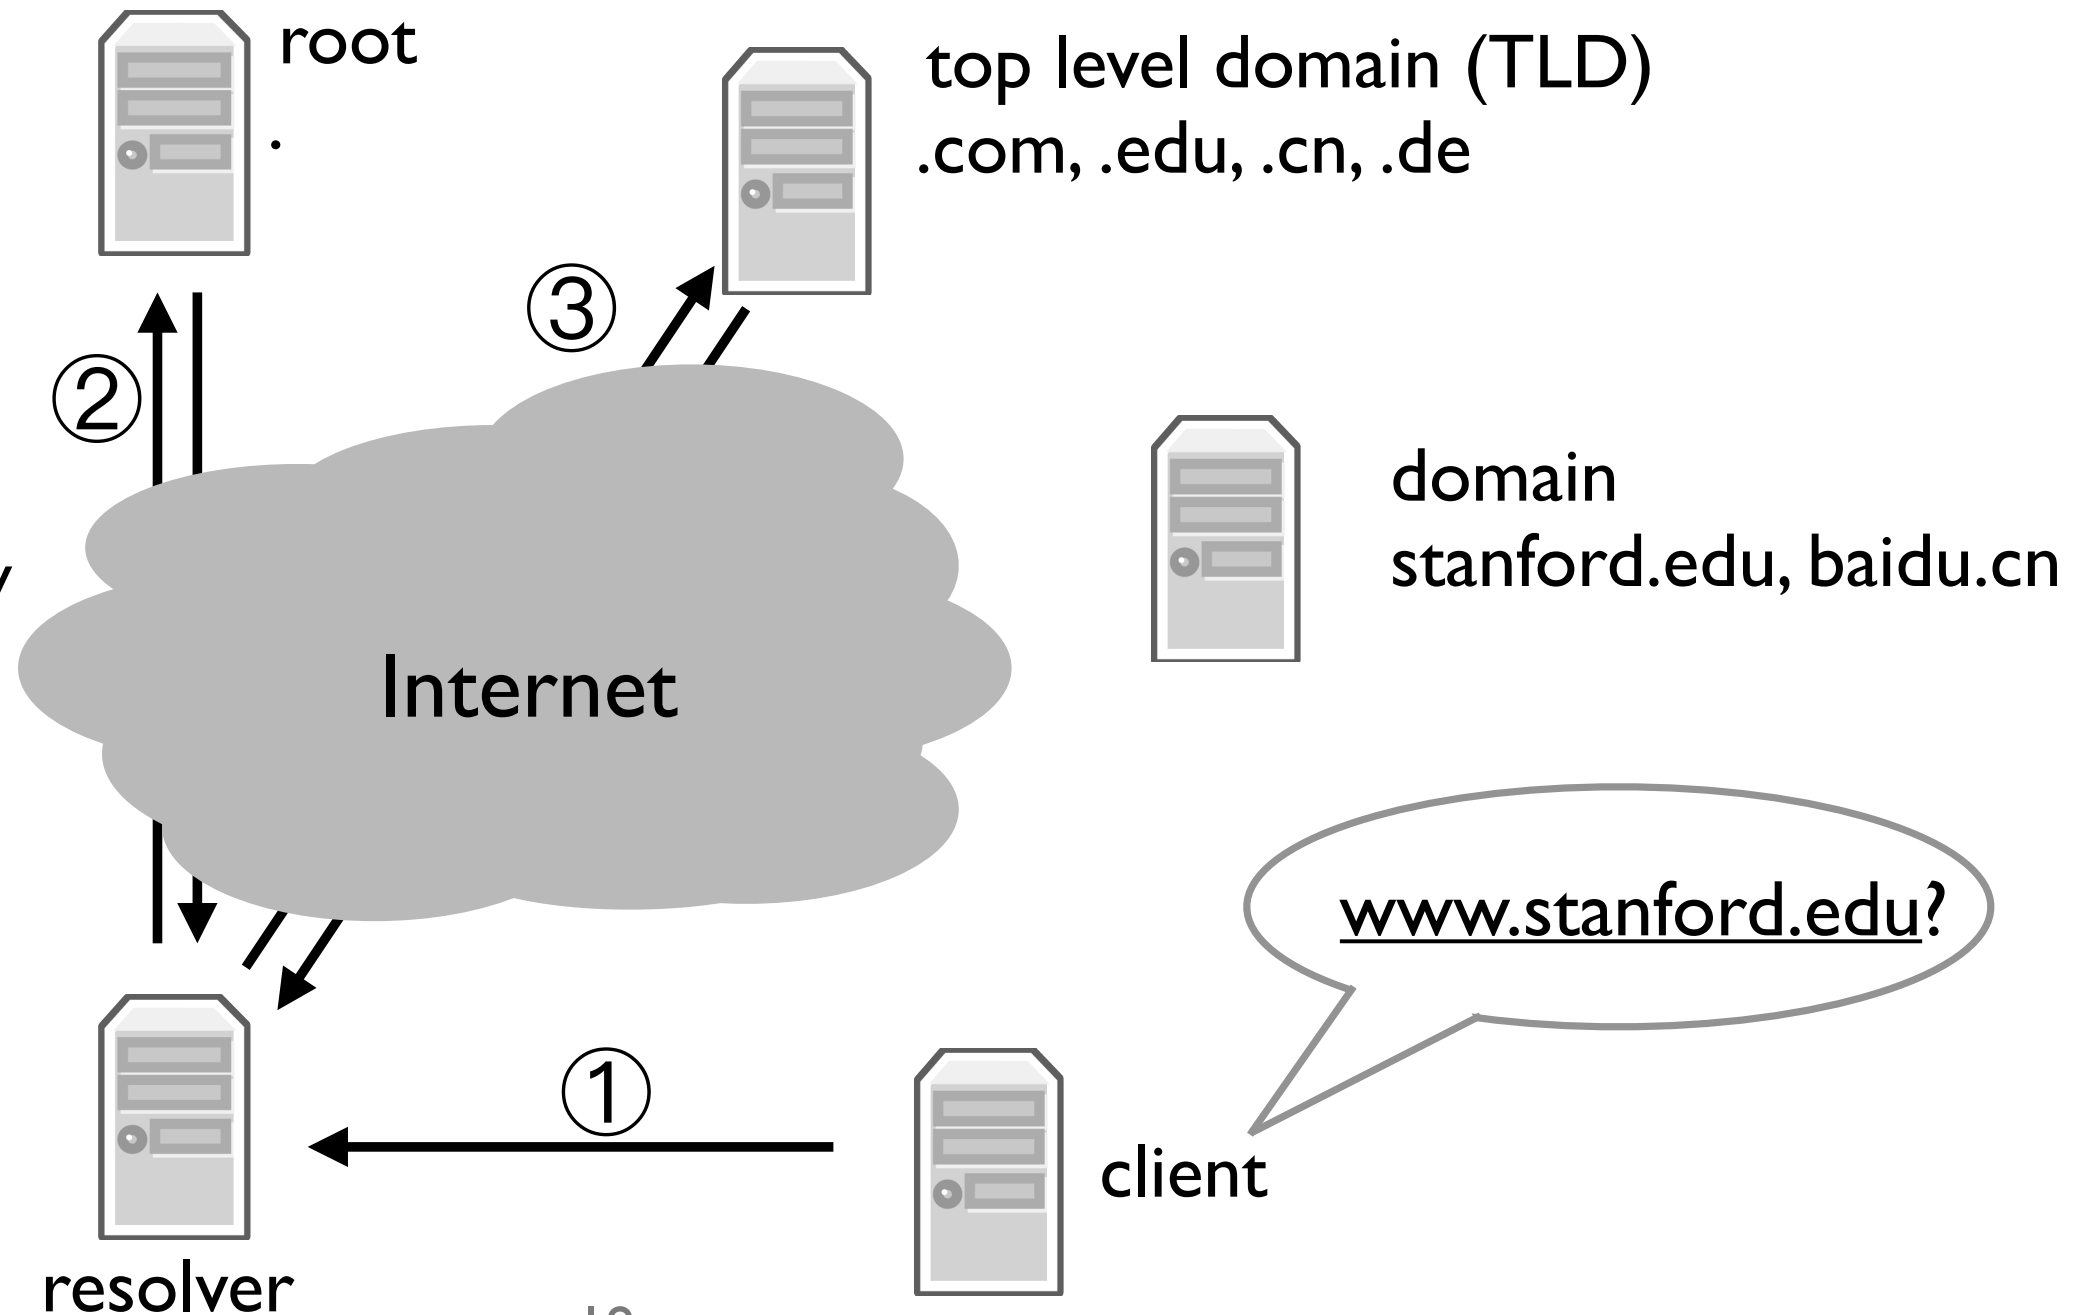 root
.
top level domain (TLD)
.com, .edu, .cn, .de
③
②
domain
stanford.edu, baidu.cn
Internet
www.stanford.edu?
①
client
resolver